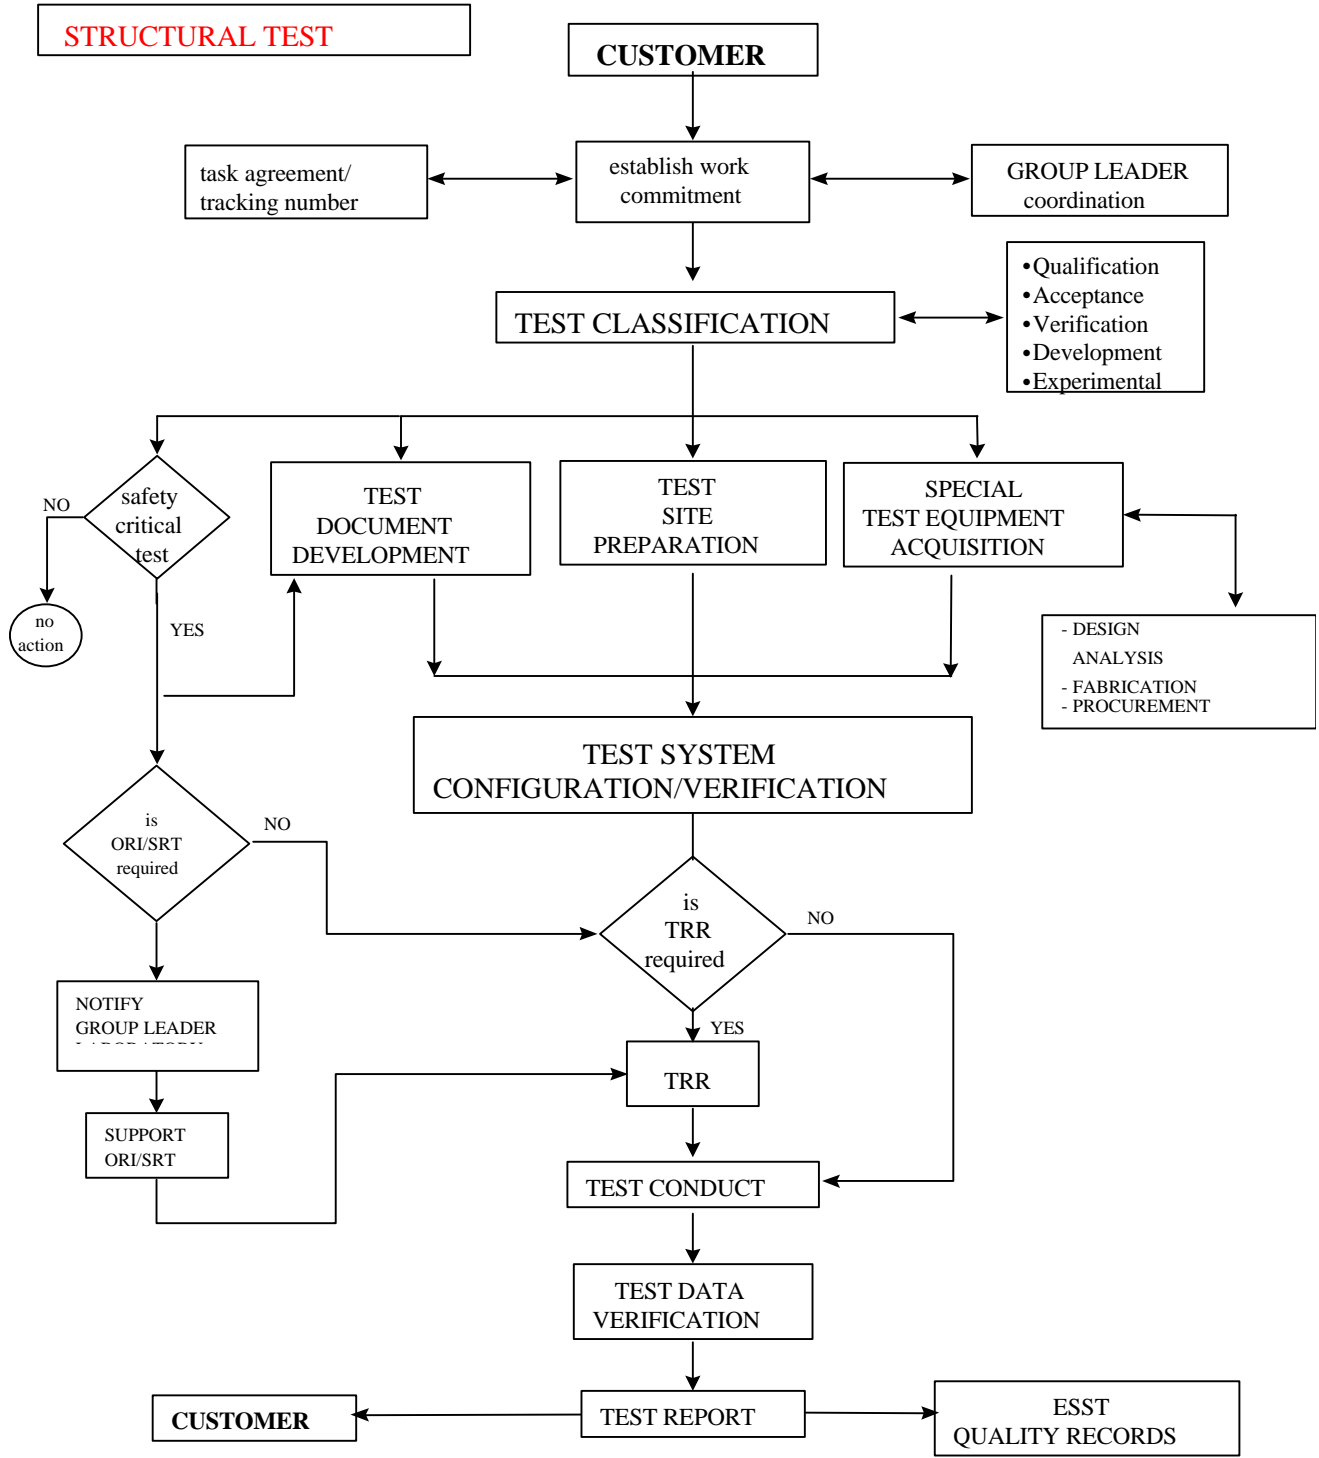 STRUCTURAL TEST
CUSTOMER
task agreement/
tracking number
establish work
commitment
GROUP LEADER
coordination
•Qualification
•Acceptance
•Verification
•Development
•Experimental
TEST CLASSIFICATION
NO
safety
critical
test
TEST
DOCUMENT
DEVELOPMENT
TEST
SITE
PREPARATION
SPECIAL
TEST EQUIPMENT
ACQUISITION
no
action
YES
- DESIGN
ANALYSIS
- FABRICATION
- PROCUREMENT
TEST SYSTEM
CONFIGURATION/VERIFICATION
is
ORI/SRT
required
NO
is
TRR
required
NO
NOTIFY
GROUP LEADER
YES
TRR
SUPPORT
ORI/SRT
TEST CONDUCT
TEST DATA
VERIFICATION
CUSTOMER
TEST REPORT
ESST
QUALITY RECORDS